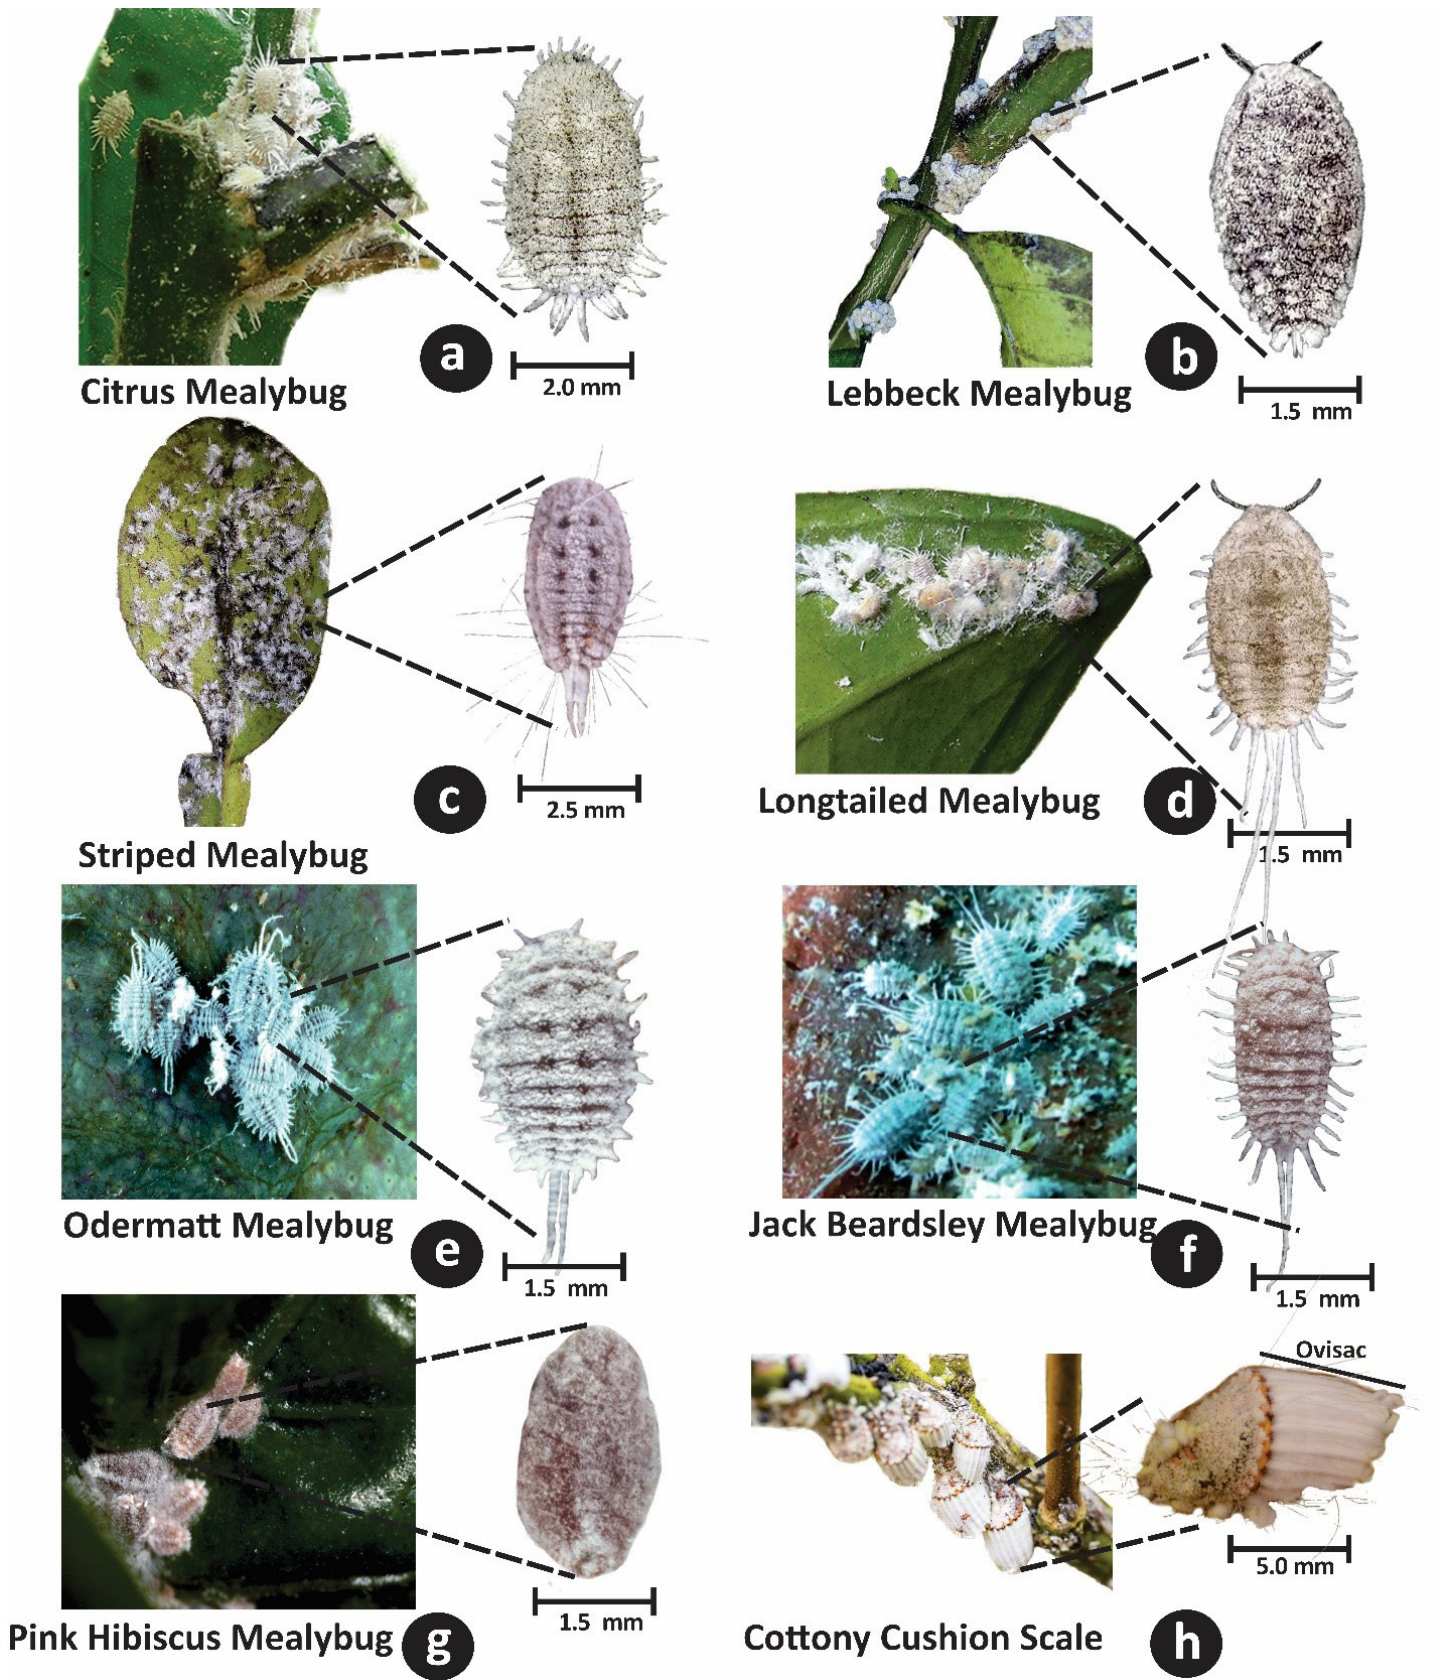 a
2.0 mm
Citrus Mealybug
b
1.5 mm
Lebbeck Mealybug
c
2.5 mm
Striped Mealybug
d
1.5 mm
Longtailed Mealybug
e
1.5 mm
Odermatt Mealybug
f
1.5 mm
Jack Beardsley Mealybug
g
1.5 mm
Pink Hibiscus Mealybug
Ovisac
5.0 mm
Cottony Cushion Scale
h